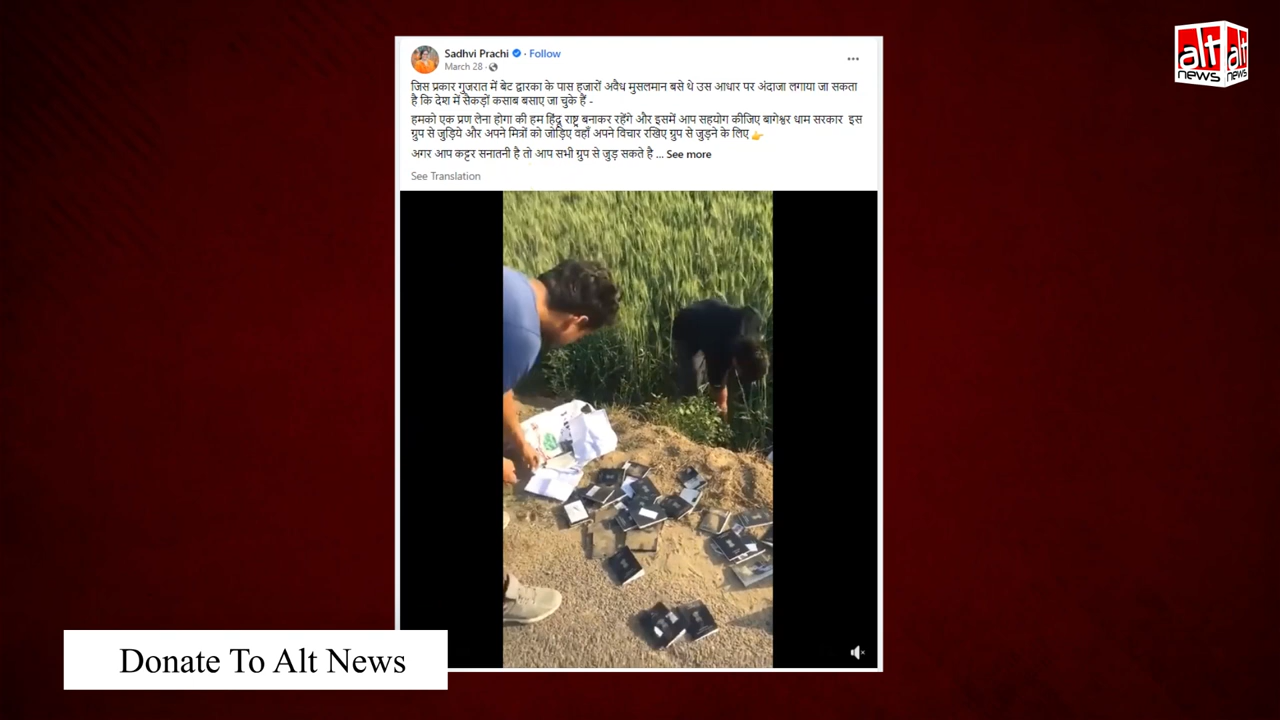 alt
news
alt
news
Sadhvi Prachi · Follow
March 28 ·
जिस प्रकार गुजरात में बेट द्वारका के पास हजारों अवैध मुसलमान बसे थे उस आधार पर अंदाजा लगाया जा सकता
है कि देश में सैकड़ों कसाब बसाए जा चुके हैं -
हमको एक प्रण लेना होगा की हम हिंदू राष्ट्र बनाकर रहेंगे और इसमें आप सहयोग कीजिए बागेश्वर धाम सरकार इस
ग्रुप से जुड़िये और अपने मित्रों को जोड़िए वहाँ अपने विचार रखिए ग्रुप से जुड़ने के लिए 👉
अगर आप कट्टर सनातनी है तो आप सभी ग्रुप से जुड़ सकते है ... See more
See Translation
Donate To Alt News